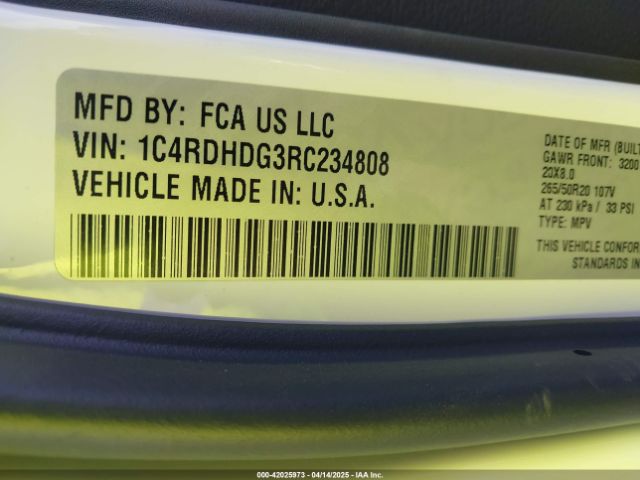 MFD BY: FCA US LLC
VIN: 1C4RDHDG3RC234808
VEHICLE MADE IN: U.S.A.
DATE OF MFR (BUILT
GAWR FRONT: 3200
20X8.0
265/50R20 107V
AT 230 kPa / 33 PSI
TYPE: MPV
THIS VEHICLE CONFOR
STANDARDS IN
000-42025973 - 04/14/2025 - Copyright IAA, Inc.